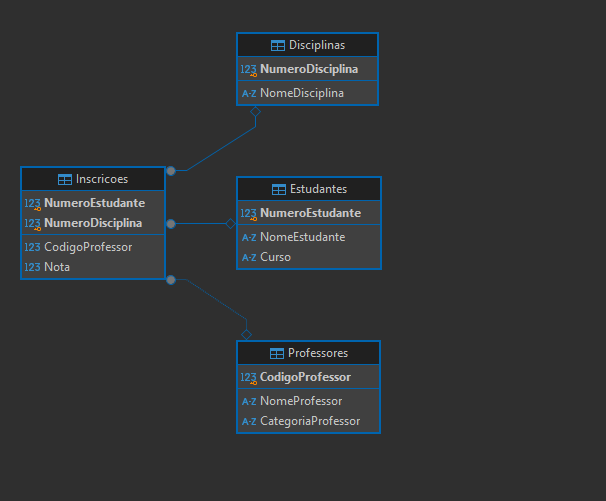 Disciplinas
123 NumeroDisciplina
A-Z NomeDisciplina
Inscricoes
123 NumeroEstudante
123 NumeroDisciplina
123 CodigoProfessor
123 Nota
Estudantes
123 NumeroEstudante
A-Z NomeEstudante
A-Z Curso
Professores
123 CodigoProfessor
A-Z NomeProfessor
A-Z CategoriaProfessor